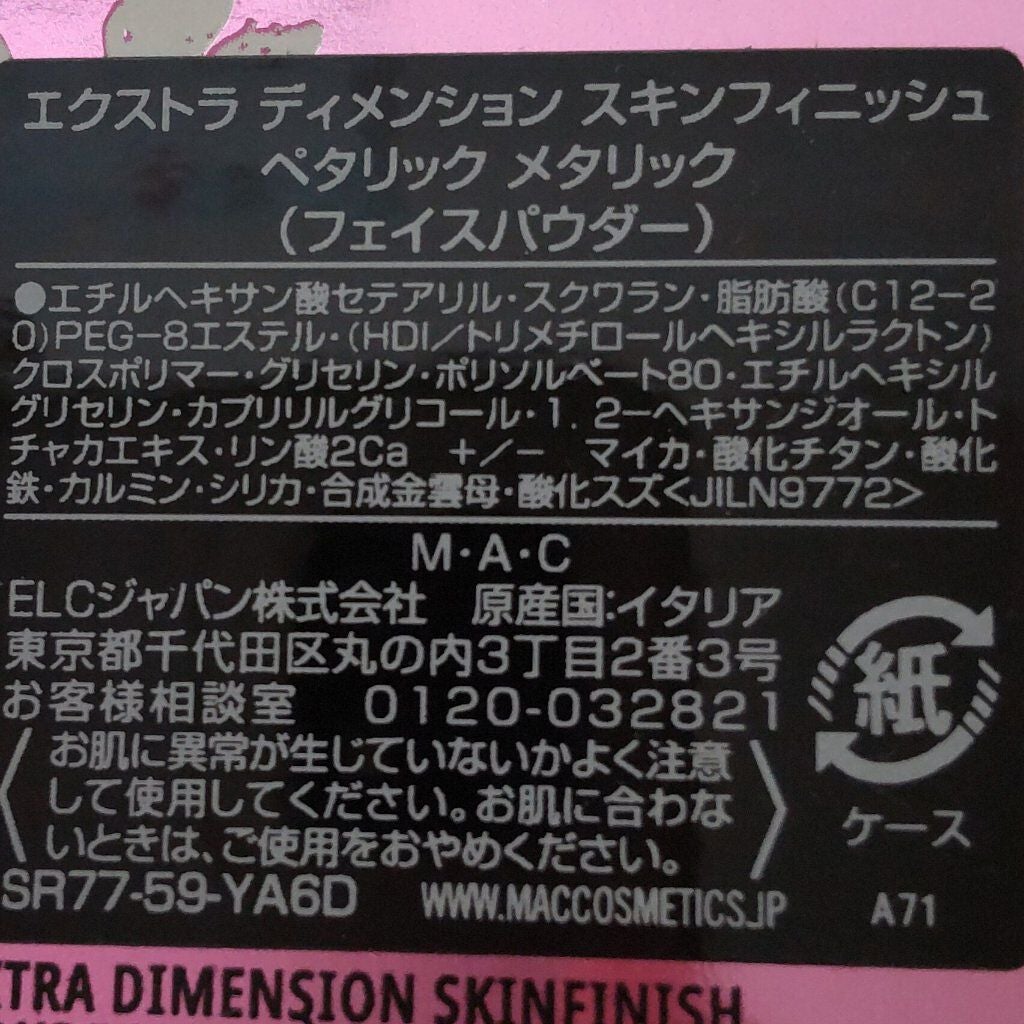 エクストラ ディメンション スキンフィニッシュ
ペタリック メタリック
(フェイスパウダー)
●エチルヘキサン酸セテアリル・スクワラン・脂肪酸(C12-2
0)PEG-8エステル・(HDI/トリメチロールヘキシルラクトン)
クロスポリマー・グリセリン・ポリソルベート80・エチルヘキシル
グリセリン・カプリリルグリコール・1,2-ヘキサンジオール・ト
チャカエキス・リン酸2Ca +/- マイカ・酸化チタン・酸化
鉄・カルミン・シリカ・合成金雲母・酸化スズ<JILN9772>
M・A・C
ELCジャパン株式会社 原産国:イタリア
東京都千代田区丸の内3丁目2番3号
お客様相談室 0120-032821
お肌に異常が生じていないかよく注意
して使用してください。お肌に合わな
いときは、ご使用をおやめください。
紙
ケース
SR77-59-YA6D WWW.MACCOSMETICS.JP A71
XTRA DIMENSION SKINFINISH